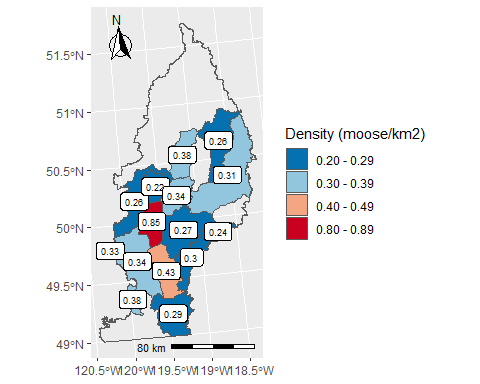 N
51.5°N
51°N
50.5°N
50°N
49.5°N
49°N
0.26
0.38
0.31
0.22
0.34
0.26
0.85
0.27
0.24
0.33
0.34
0.3
0.43
0.38
0.29
80 km
120.5°W
120°W
119.5°W
119°W
118.5°W
Density (moose/km2)
0.20 - 0.29
0.30 - 0.39
0.40 - 0.49
0.80 - 0.89